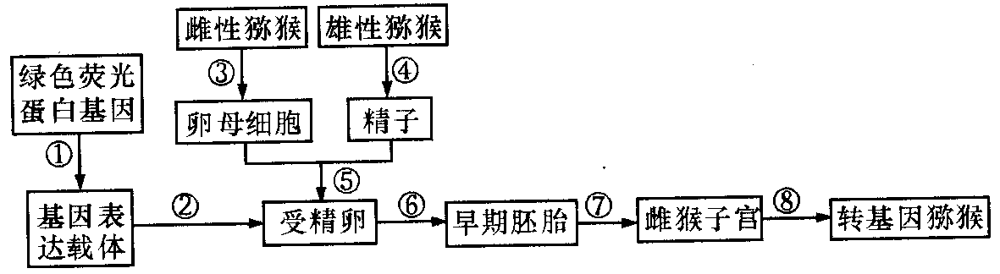 雌性猕猴
雄性猕猴
③
④
绿色荧光
蛋白基因
卵母细胞
精子
①
⑤
基因表
达载体
②
受精卵
⑥
早期胚胎
⑦
雌猴子宫
⑧
转基因猕猴